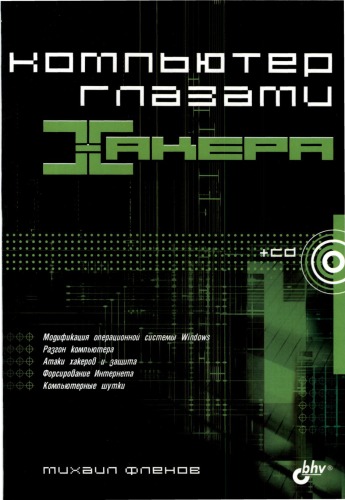 компьютер
глазами
ХАКЕРА
+CD
Модификация операционной системы Windows
Разгон компьютера
Атаки хакеров и защита
Форсирование Интернета
Компьютерные шутки
михаил фленов
bhv®